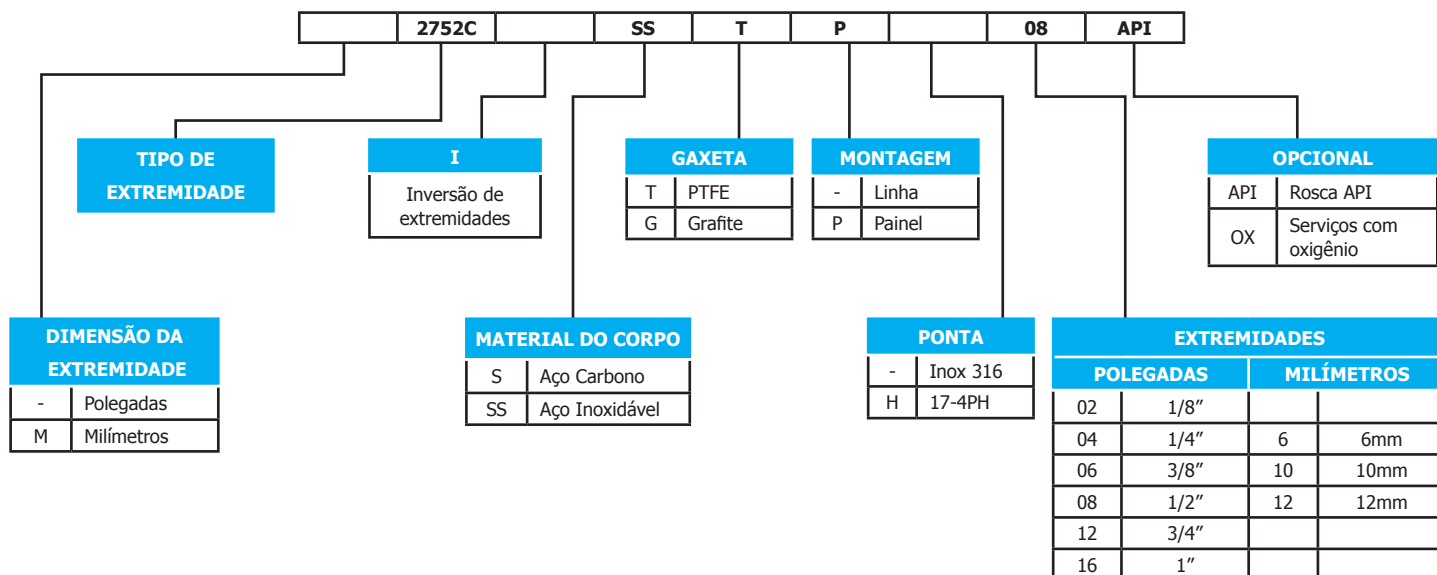 2752C SS T P 08 API
TIPO DE
EXTREMIDADE
I
Inversão de
extremidades
GAXETA
T PTFE
G Grafite
MONTAGEM
- Linha
P Painel
OPCIONAL
API Rosca API
OX Serviços com
oxigênio
DIMENSÃO DA
EXTREMIDADE
- Polegadas
M Milímetros
MATERIAL DO CORPO
S Aço Carbono
SS Aço Inoxidável
PONTA
- Inox 316
H 17-4PH
EXTREMIDADES
POLEGADAS MILÍMETROS
02 1/8”
04 1/4” 6 6mm
06 3/8” 10 10mm
08 1/2” 12 12mm
12 3/4”
16 1”